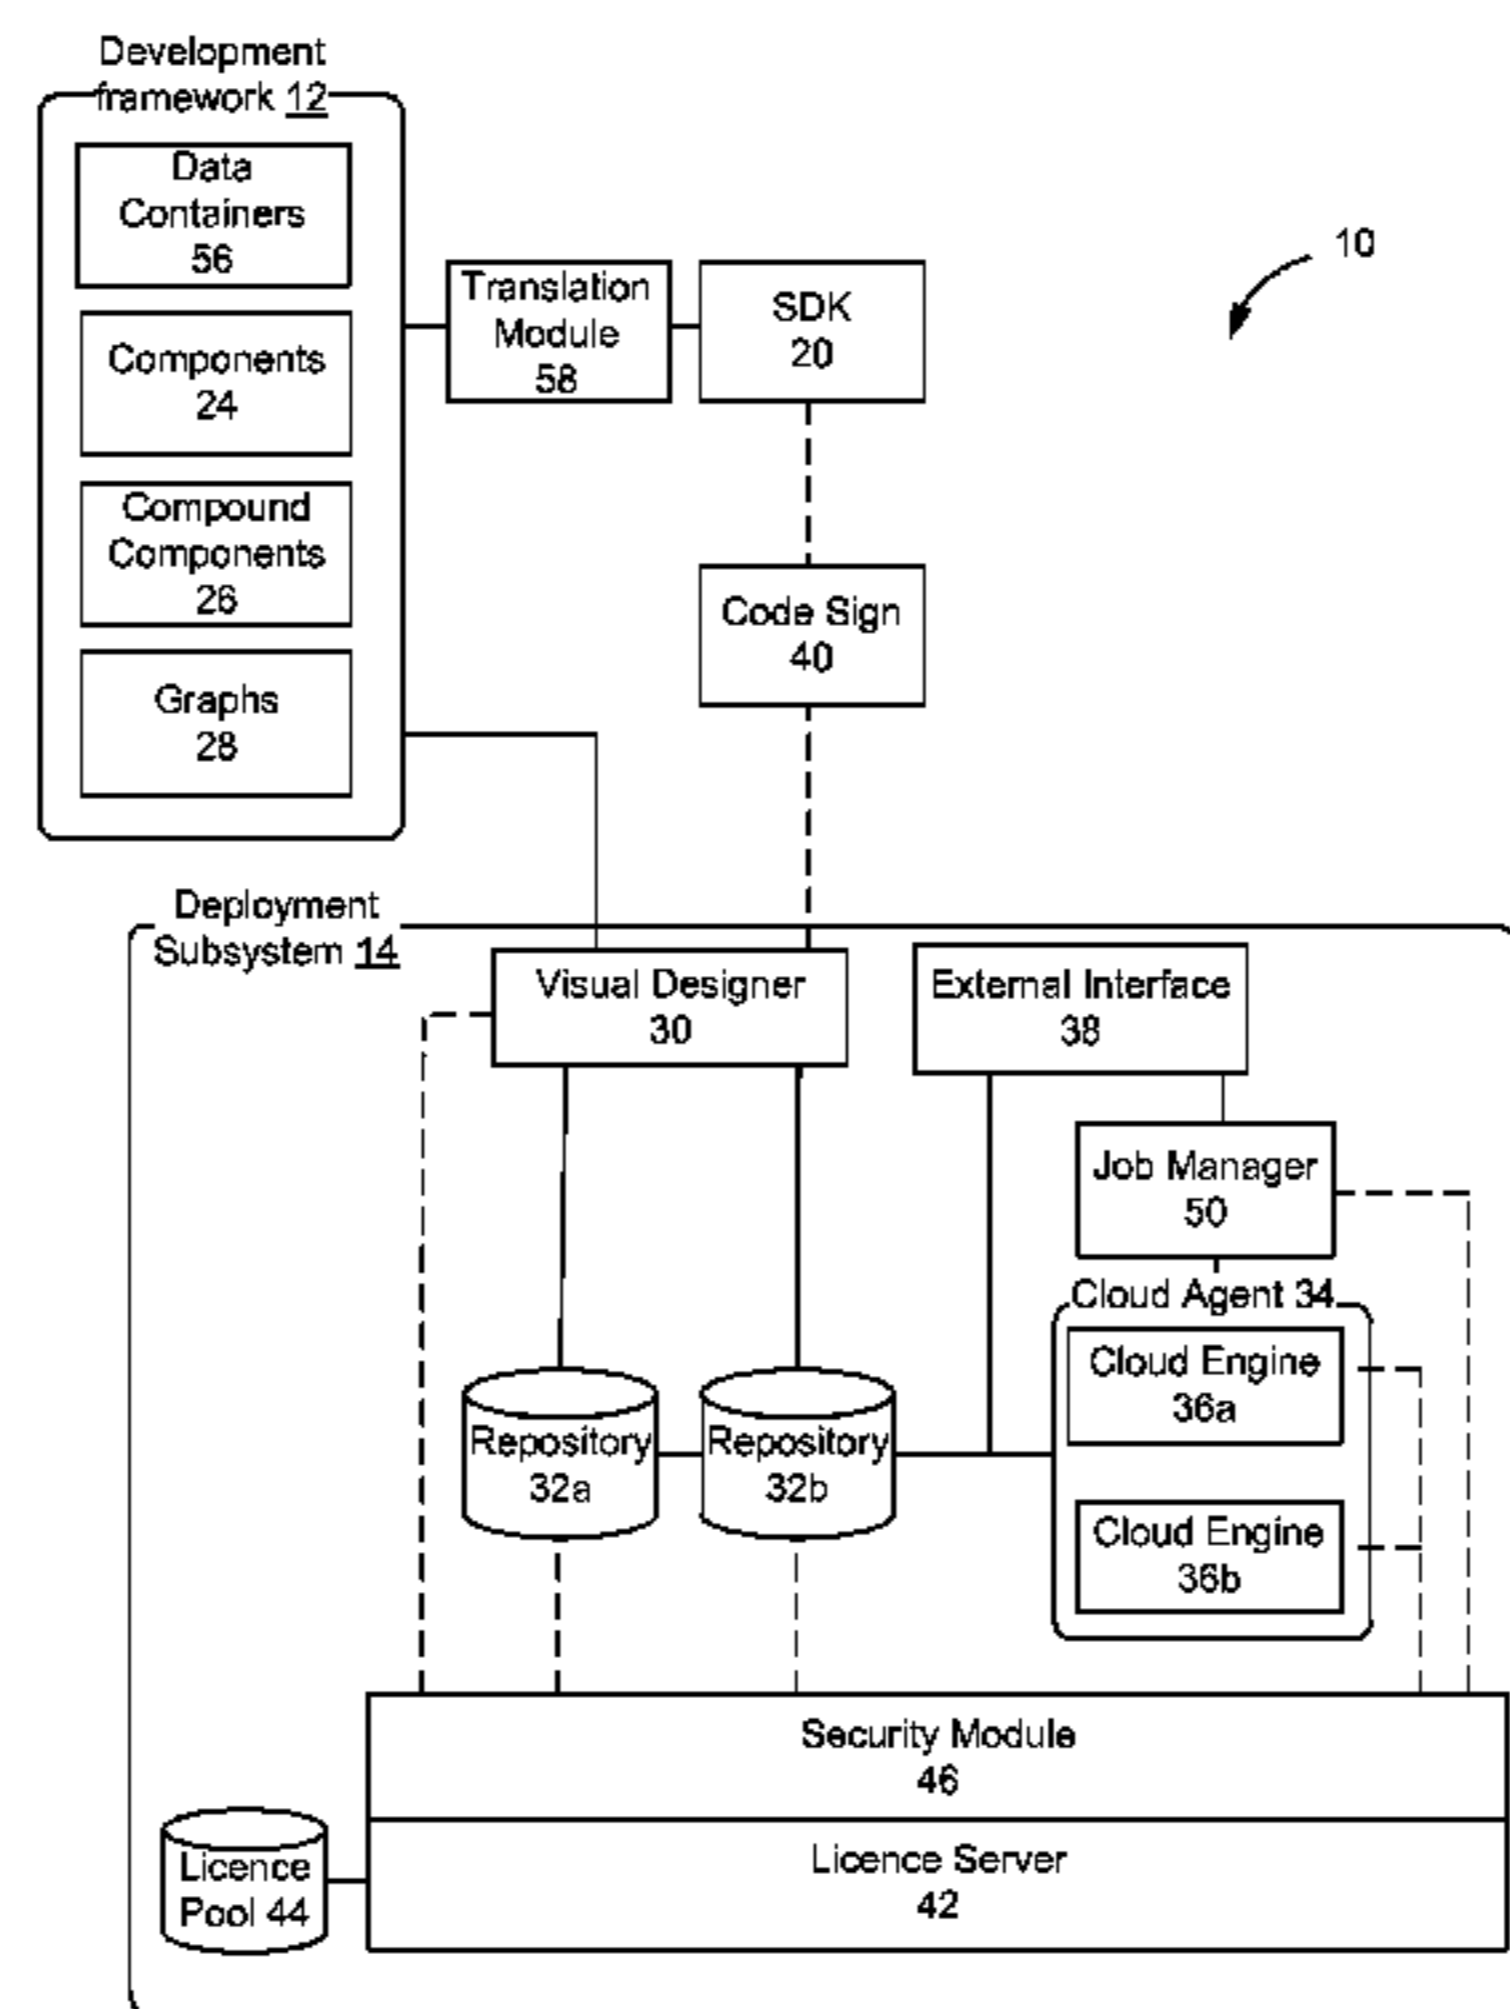 Development
framework 12
Data
Containers
56
Components
24
Compound
Components
26
Graphs
28
Translation
Module
58
SDK
20
10
Code Sign
40
Deployment
Subsystem 14
Visual Designer
30
External Interface
38
Job Manager
50
Cloud Agent 34
Cloud Engine
36a
Repository
32a
Repository
32b
Cloud Engine
36b
Security Module
46
Licence Server
42
Licence
Pool 44